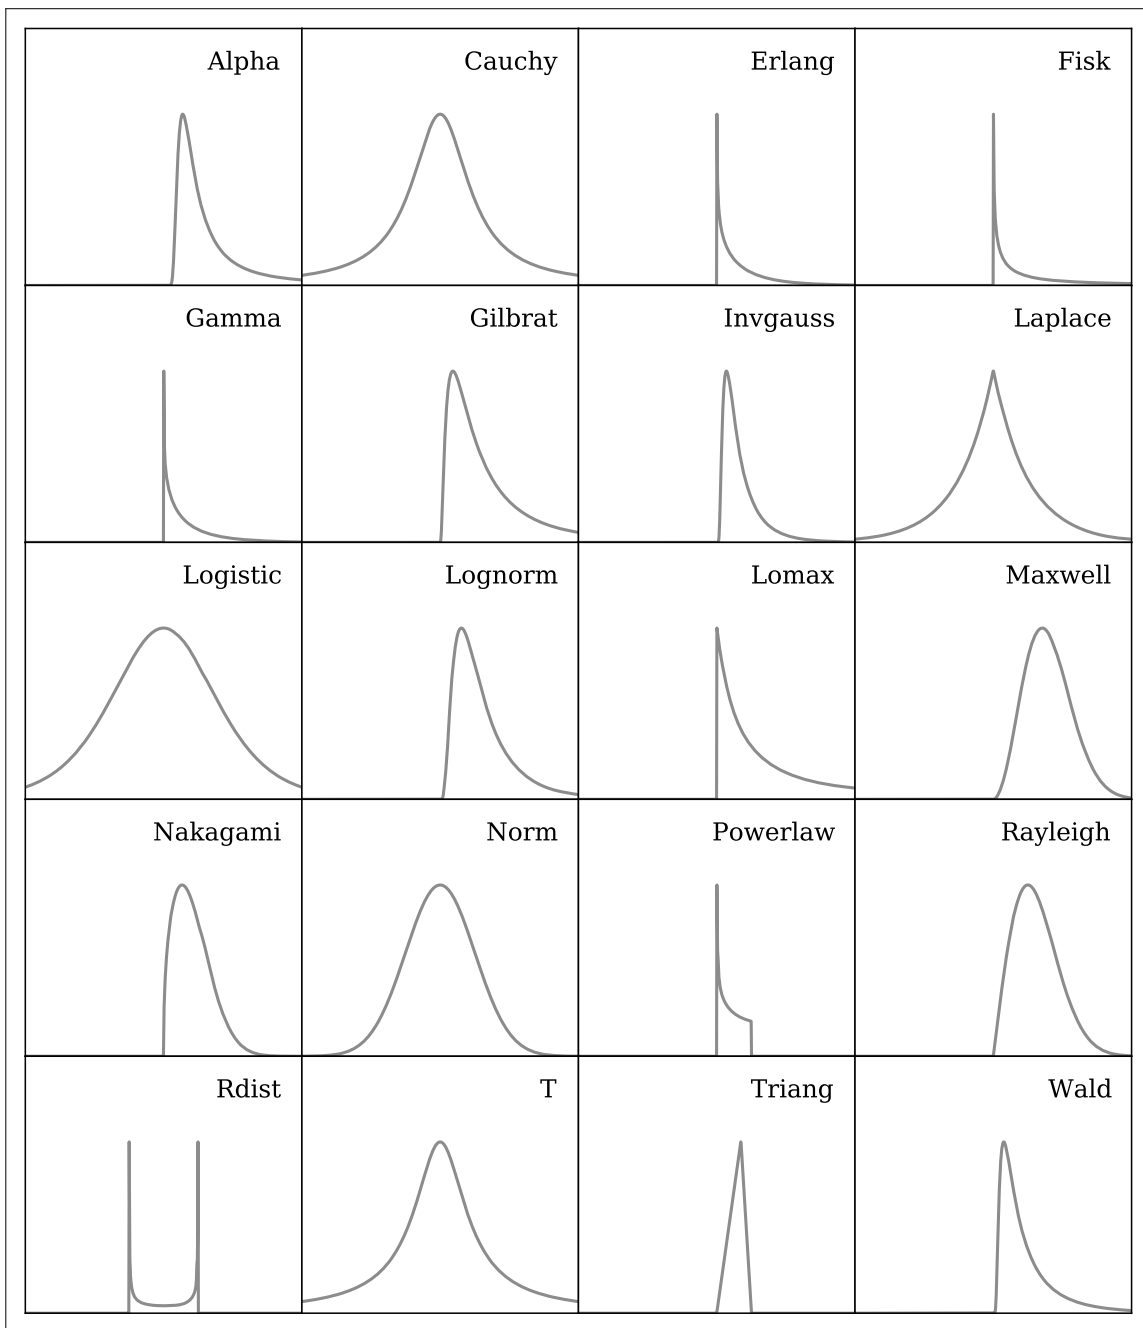 Alpha Cauchy Erlang Fisk
Gamma Gilbrat Invgauss Laplace
Logistic Lognorm Lomax Maxwell
Nakagami Norm Powerlaw Rayleigh
Rdist T Triang Wald